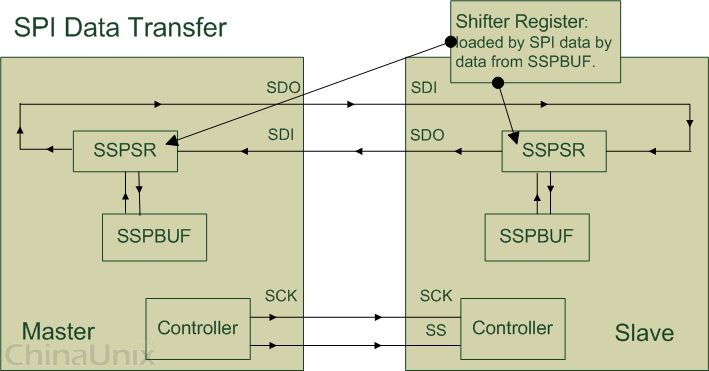 SPI Data Transfer
Shifter Register:
loaded by SPI data by
data from SSPBUF.
SDO
SDI
SSPSR
SDI
SDO
SSPSR
SSPBUF
SSPBUF
SCK
SCK
Master
Controller
SS
Controller
Slave
ChinaUnix